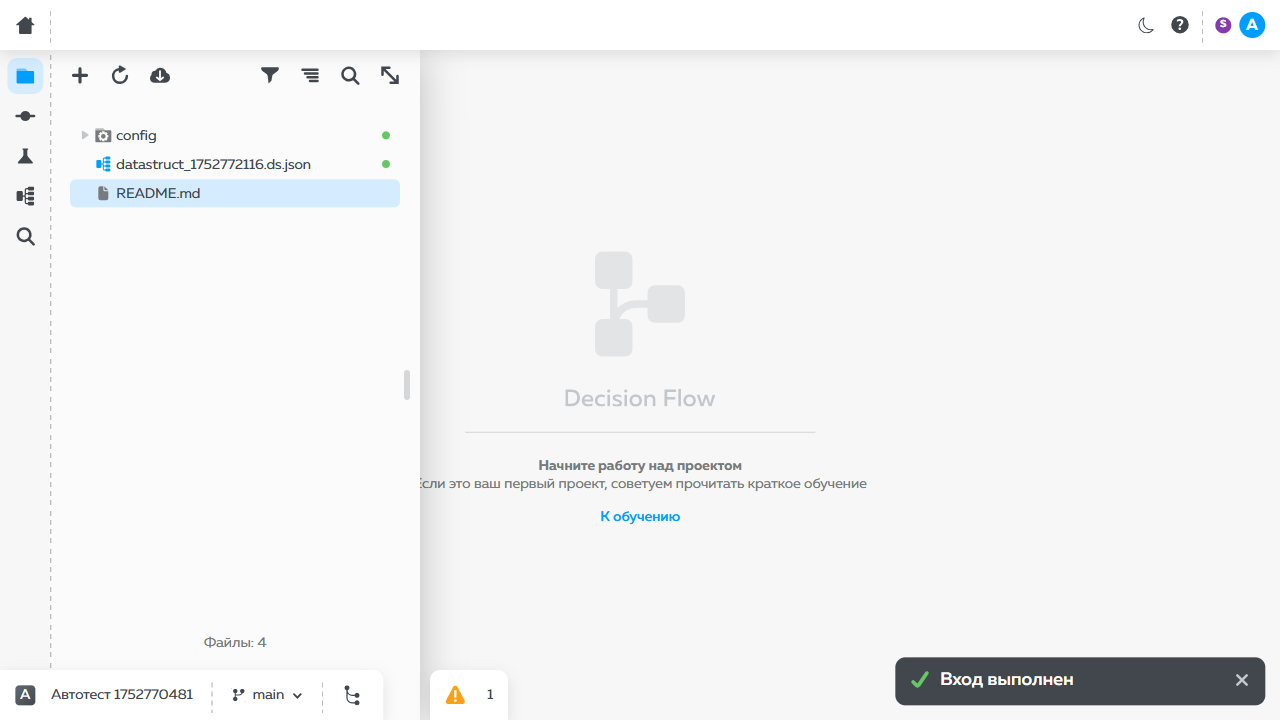 S
A
config
datastruct_1752772116.ds.json
README.md
Decision Flow
Начните работу над проектом
Если это ваш первый проект, советуем прочитать краткое обучение
К обучению
Файлы: 4
A
Автотест 1752770481
main
1
Вход выполнен